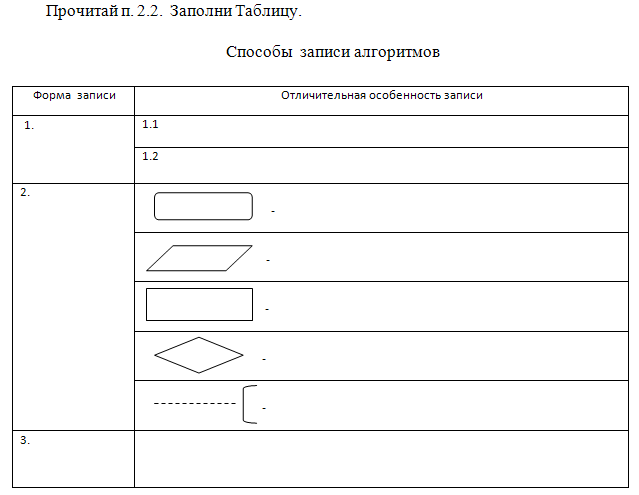 Прочитай п. 2.2. Заполни Таблицу.
Способы записи алгоритмов
Форма записи
Отличительная особенность записи
1.
1.1
1.2
2.
-
-
-
-
-
3.